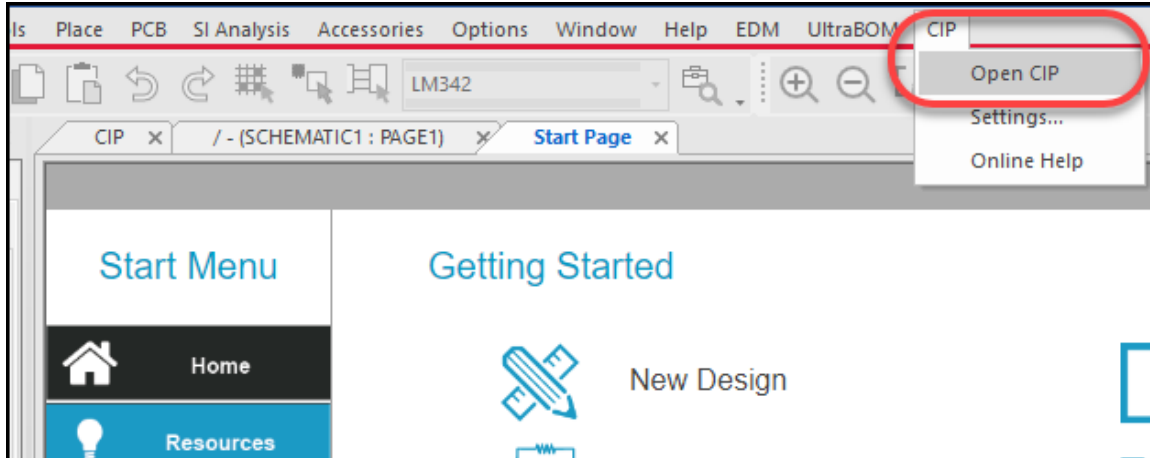 ls Place PCB SI Analysis Accessories Options Window Help EDM UltraBOM CIP
LM342
Open CIP
Settings...
Online Help
CIP / - (SCHEMATIC1 : PAGE1) Start Page
Start Menu
Getting Started
Home
New Design
Resources